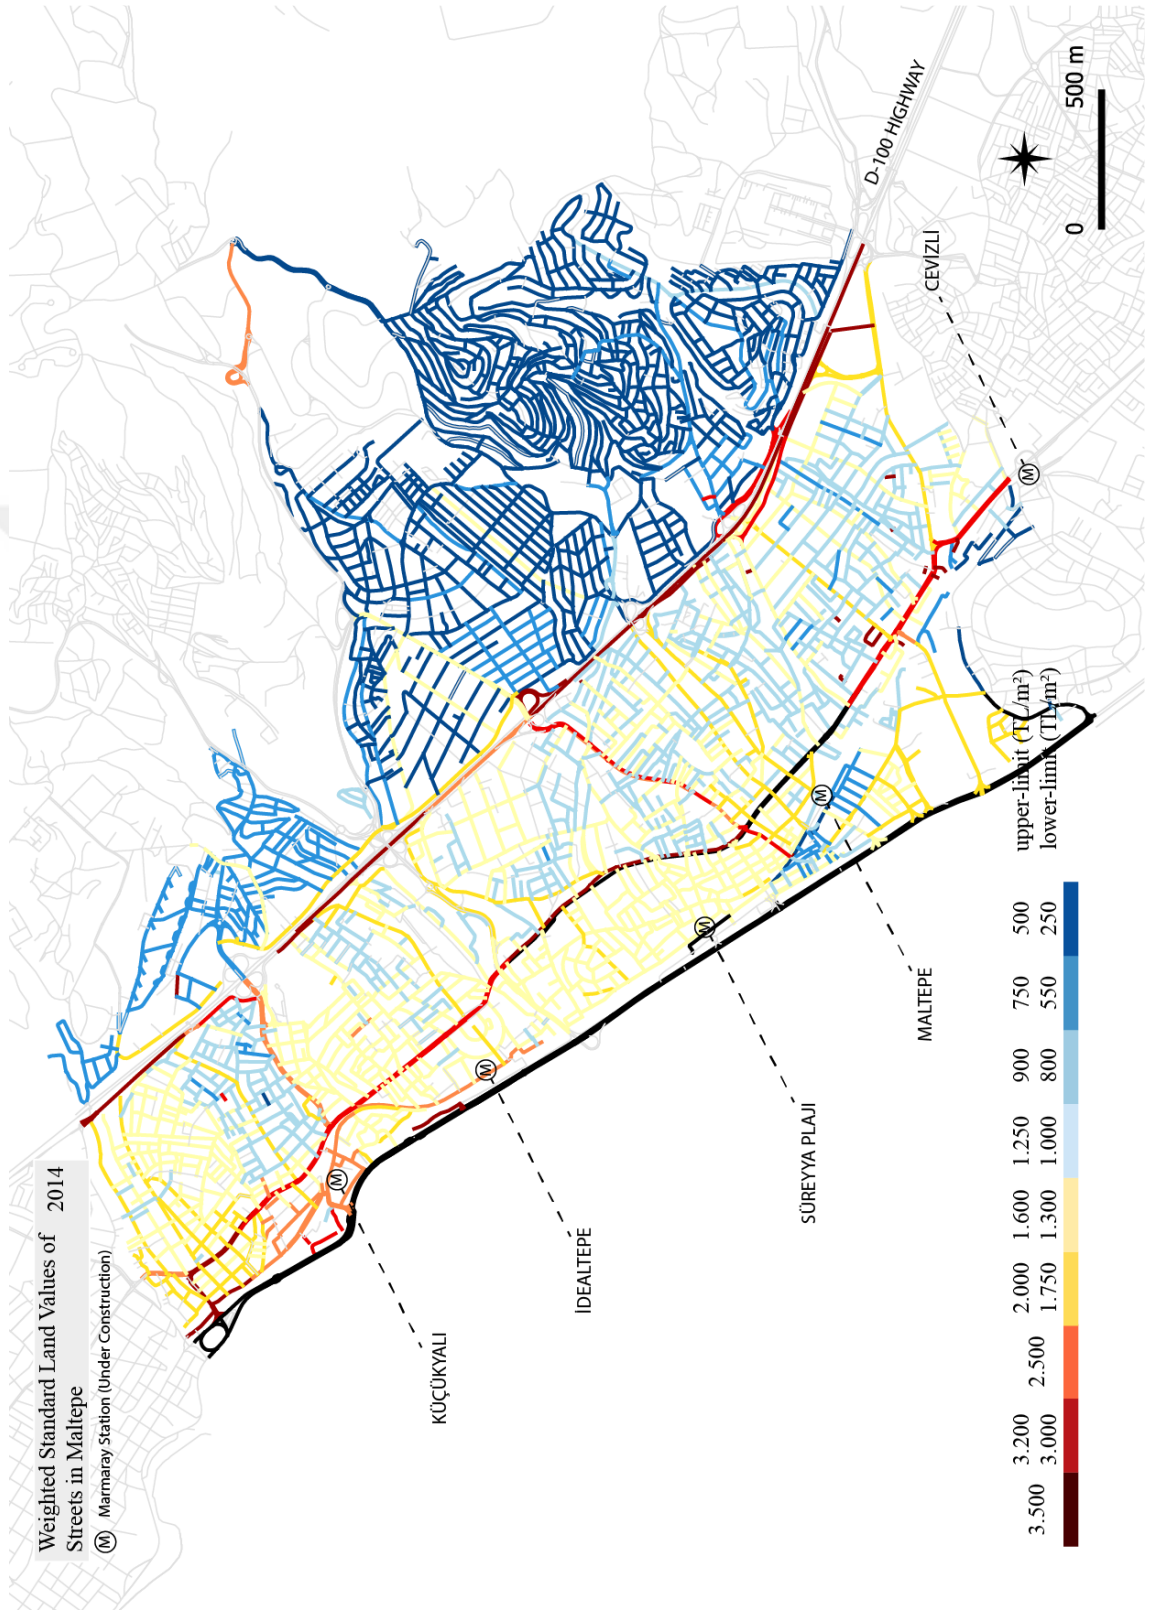 Weighted Standard Land Values of 2014
Streets in Maltepe
M Marmaray Station (Under Construction)
KÜÇÜKYALI
İDEALTEPE
SÜREYYA PLAJI
MALTEPE
CEVİZLİ
D-100 HIGHWAY
M
M
M
M
M
0 500 m
upper-limit (TL/m²)
lower-limit (TL/m²)
3.500 3.200 2.500 2.000 1.600 1.250 900 750 500
3.000 1.750 1.300 1.000 800 550 250